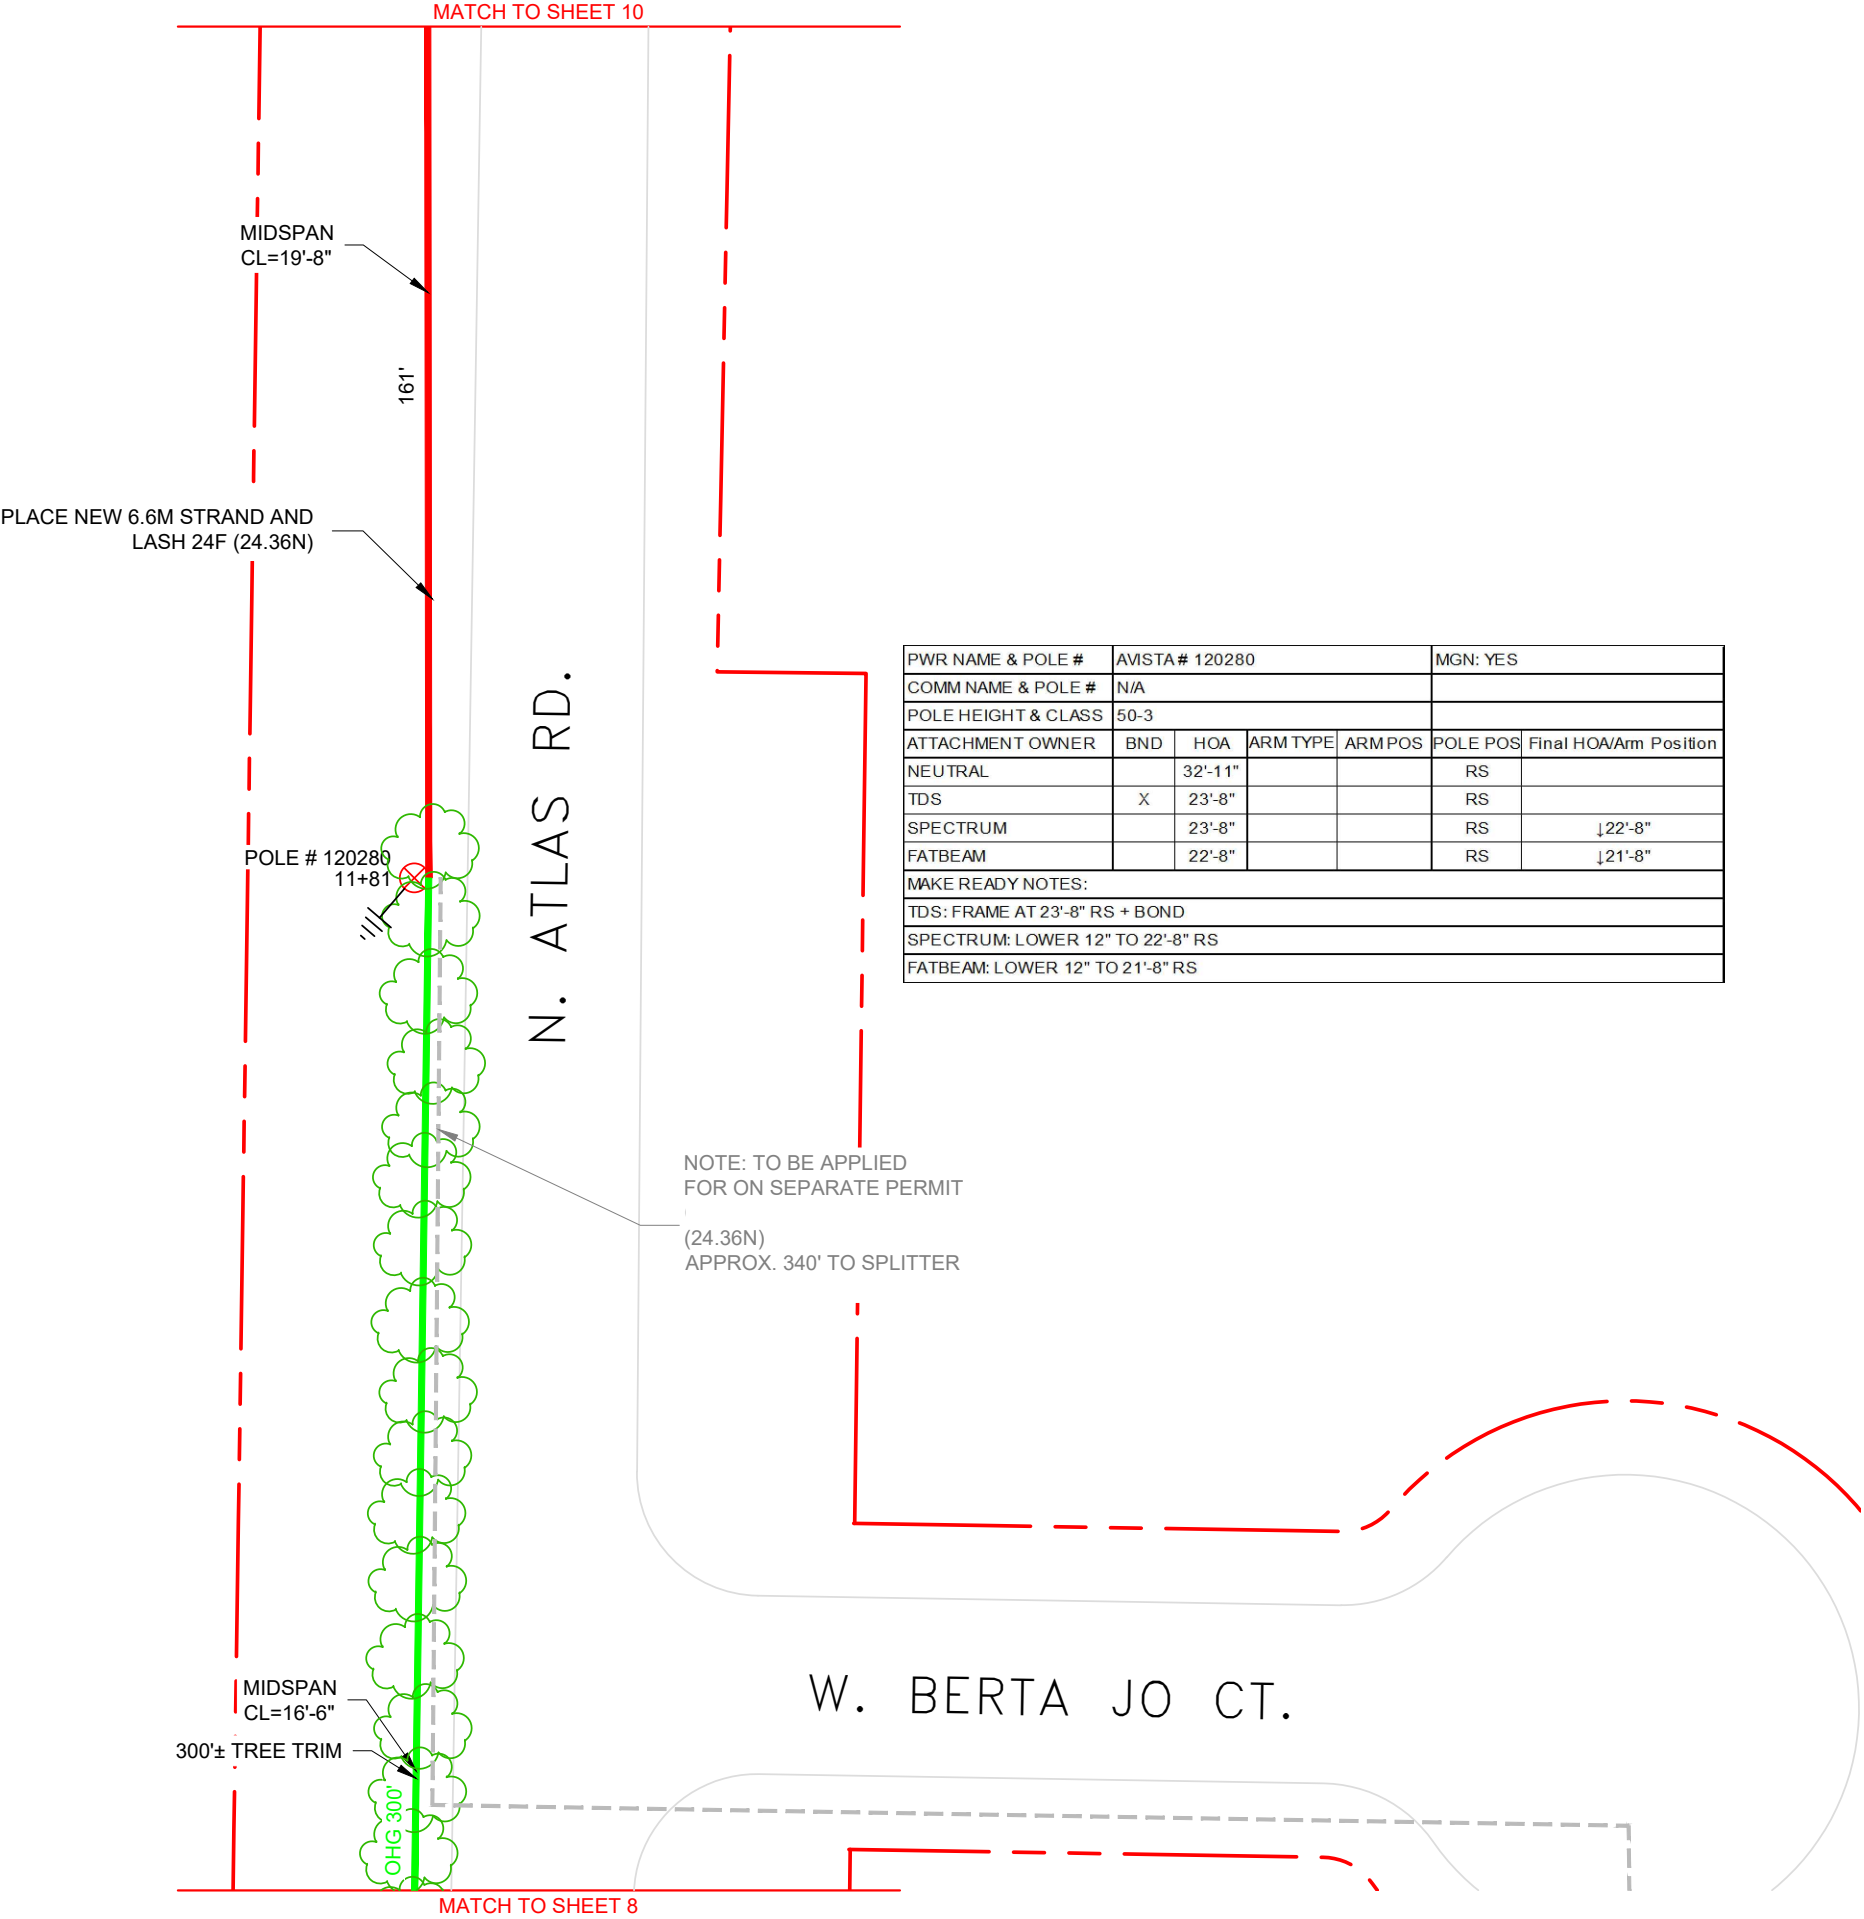 MATCH TO SHEET 10
MIDSPAN
CL=19'-8"
161'
PLACE NEW 6.6M STRAND AND
LASH 24F (24.36N)
N. ATLAS RD.
PWR NAME & POLE # AVISTA # 120280 MGN: YES
COMM NAME & POLE # N/A
POLE HEIGHT & CLASS 50-3
ATTACHMENT OWNER BND HOA ARM TYPE ARM POS POLE POS Final HOA/Arm Position
NEUTRAL 32'-11" RS
TDS X 23'-8" RS
SPECTRUM 23'-8" RS ↓22'-8"
FATBEAM 22'-8" RS ↓21'-8"
MAKE READY NOTES:
TDS: FRAME AT 23'-8" RS + BOND
SPECTRUM: LOWER 12" TO 22'-8" RS
FATBEAM: LOWER 12" TO 21'-8" RS
POLE # 120280
11+81
NOTE: TO BE APPLIED
FOR ON SEPARATE PERMIT
(24.36N)
APPROX. 340' TO SPLITTER
W. BERTA JO CT.
MIDSPAN
CL=16'-6"
300'± TREE TRIM
OHG 300'
MATCH TO SHEET 8